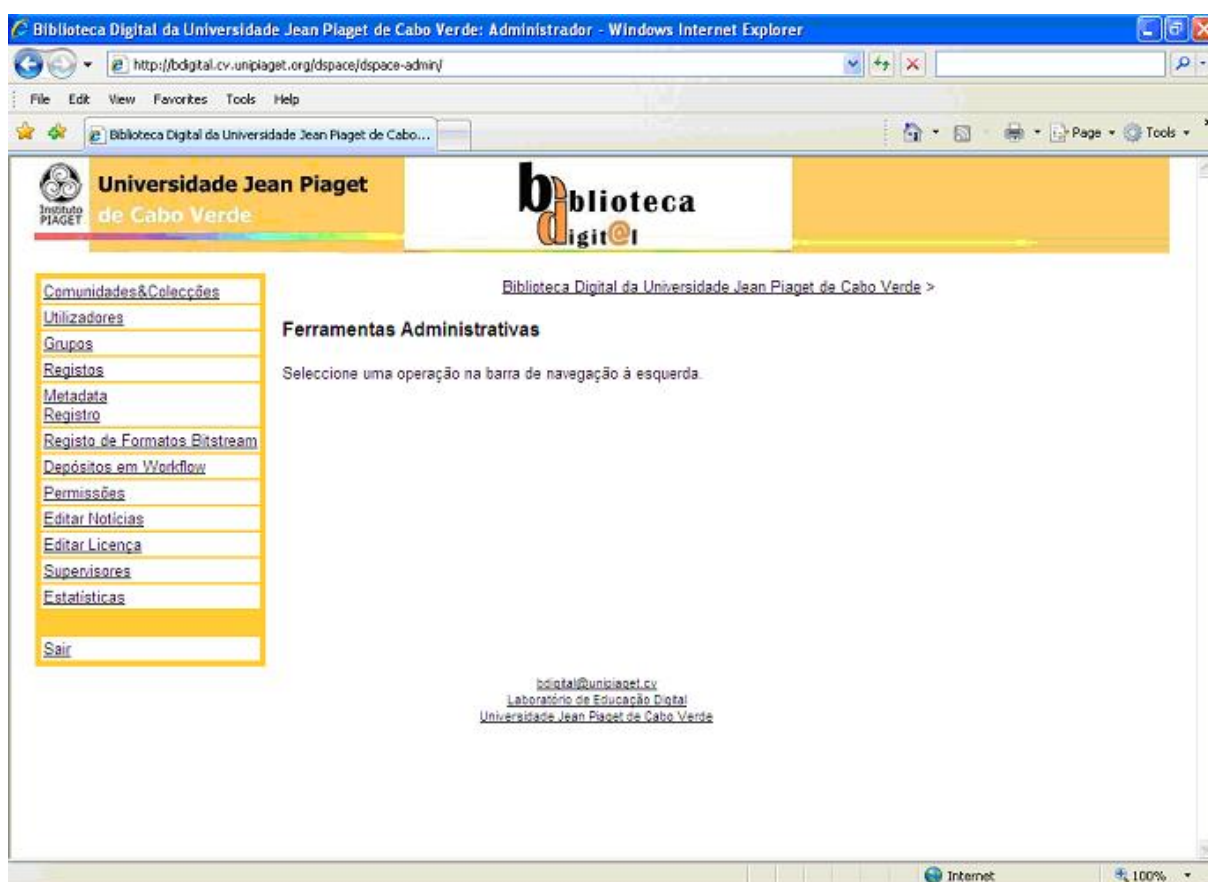 Biblioteca Digital da Universidade Jean Piaget de Cabo Verde: Administrador - Windows Internet Explorer
http://bdigital.cv.unipiaget.org/dspace/dspace-admin/
File Edit View Favorites Tools Help
Biblioteca Digital da Universidade Jean Piaget de Cabo...
Page Tools
Instituto PIAGET
Universidade Jean Piaget
de Cabo Verde
biblioteca
digit@l
Biblioteca Digital da Universidade Jean Piaget de Cabo Verde >
Comunidades&Colecções
Utilizadores
Grupos
Registos
Metadata
Registro
Registo de Formatos Bitstream
Depósitos em Workflow
Permissões
Editar Notícias
Editar Licença
Supervisores
Estatísticas
Sair
Ferramentas Administrativas
Seleccione uma operação na barra de navegação à esquerda.
bdigital@unipiaget.cv
Laboratório de Educação Digital
Universidade Jean Piaget de Cabo Verde
Internet
100%